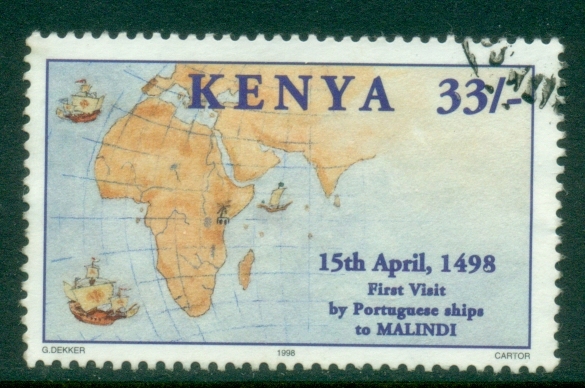 KENYA 33/-
15th April, 1498
First Visit
by Portuguese ships
to MALINDI
G.DEKKER 1998 CARTOR